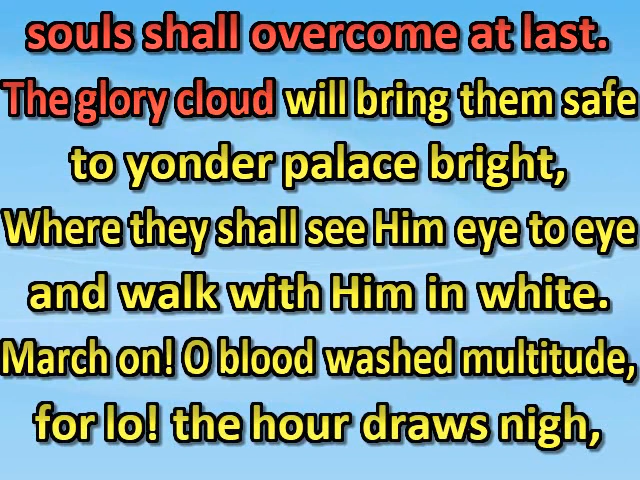 souls shall overcome at last.
The glory cloud will bring them safe
to yonder palace bright,
Where they shall see Him eye to eye
and walk with Him in white.
March on! O blood washed multitude,
for lo! the hour draws nigh,